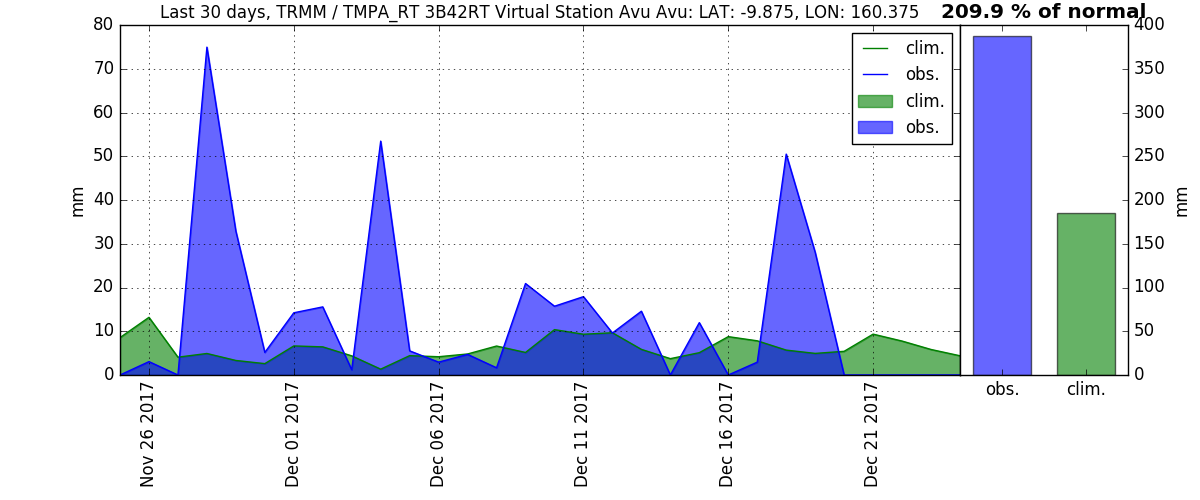 Last 30 days, TRMM / TMPA_RT 3B42RT Virtual Station Avu Avu: LAT: -9.875, LON: 160.375
209.9 % of normal
80
70
60
50
40
30
20
10
0
mm
clim.
obs.
clim.
obs.
Nov 26 2017
Dec 01 2017
Dec 06 2017
Dec 11 2017
Dec 16 2017
Dec 21 2017
400
350
300
250
200
150
100
50
0
mm
obs.
clim.